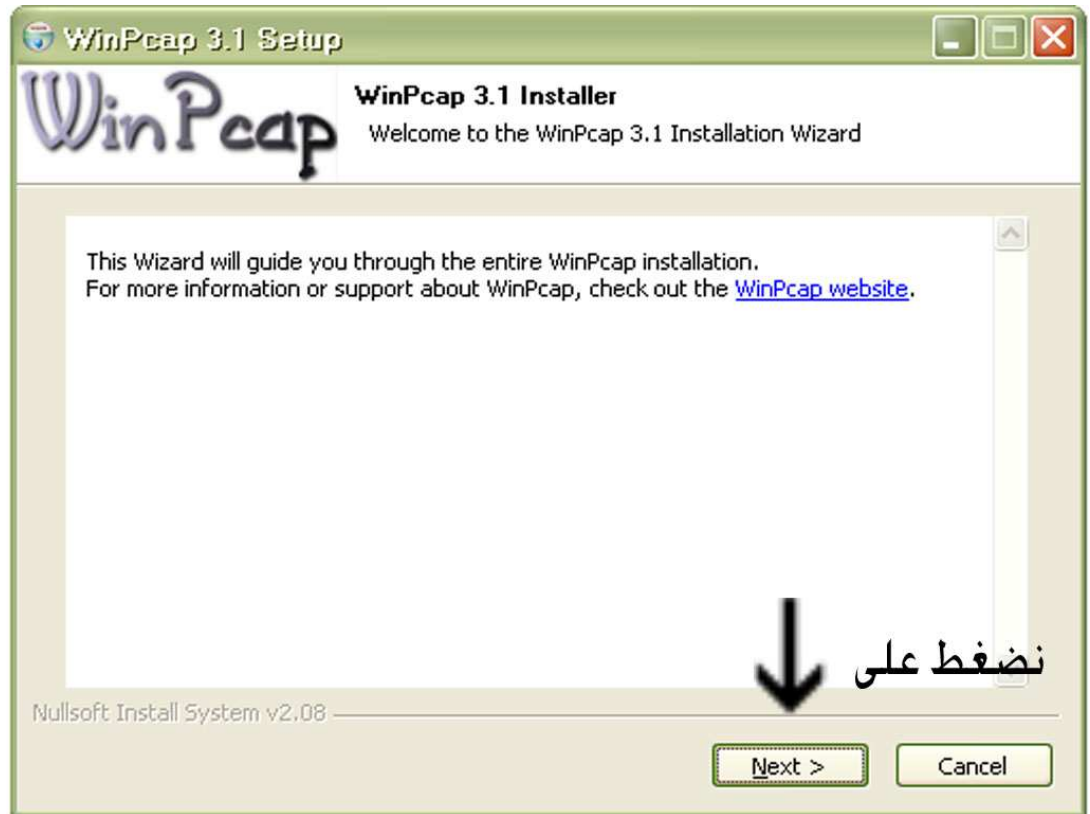 WinPcap 3.1 Setup
WinPcap
WinPcap 3.1 Installer
Welcome to the WinPcap 3.1 Installation Wizard
This Wizard will guide you through the entire WinPcap installation.
For more information or support about WinPcap, check out the WinPcap website.
نضغط على
Nullsoft Install System v2.08
Next >
Cancel